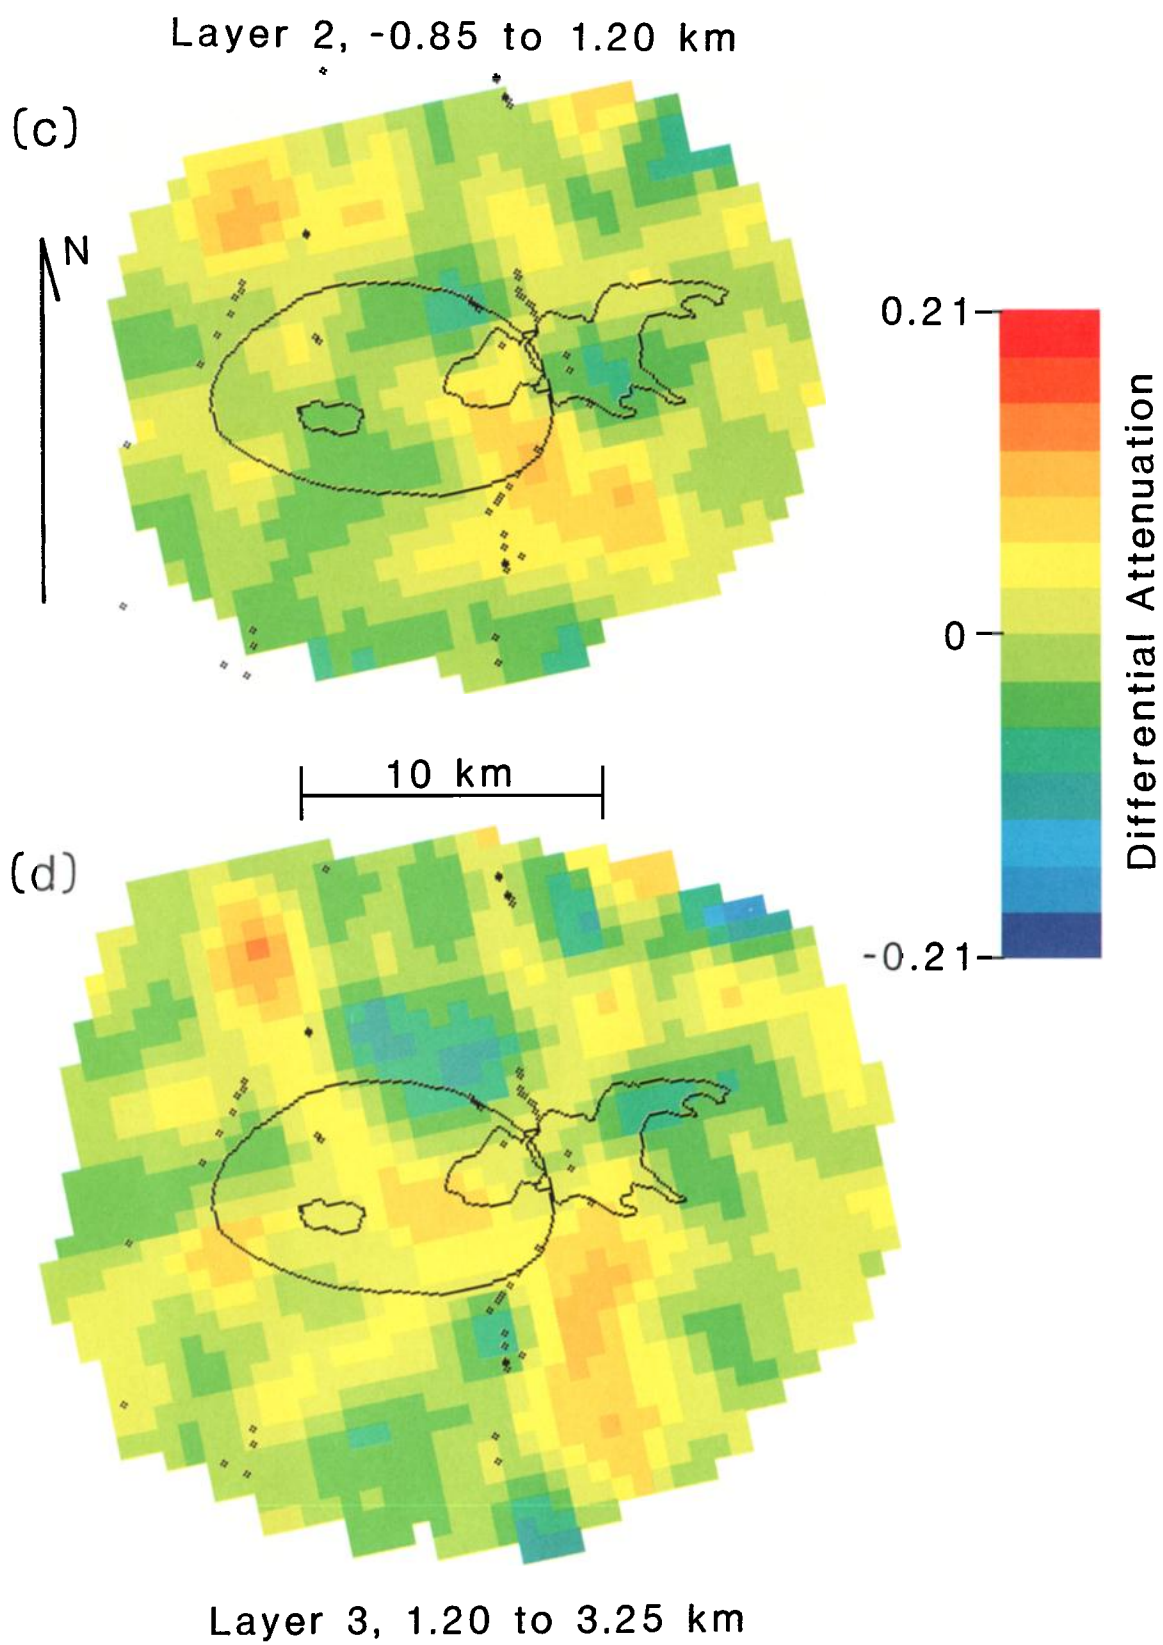 Layer 2, -0.85 to 1.20 km
(c)
N
0.21
0
-0.21
Differential Attenuation
10 km
(d)
Layer 3, 1.20 to 3.25 km